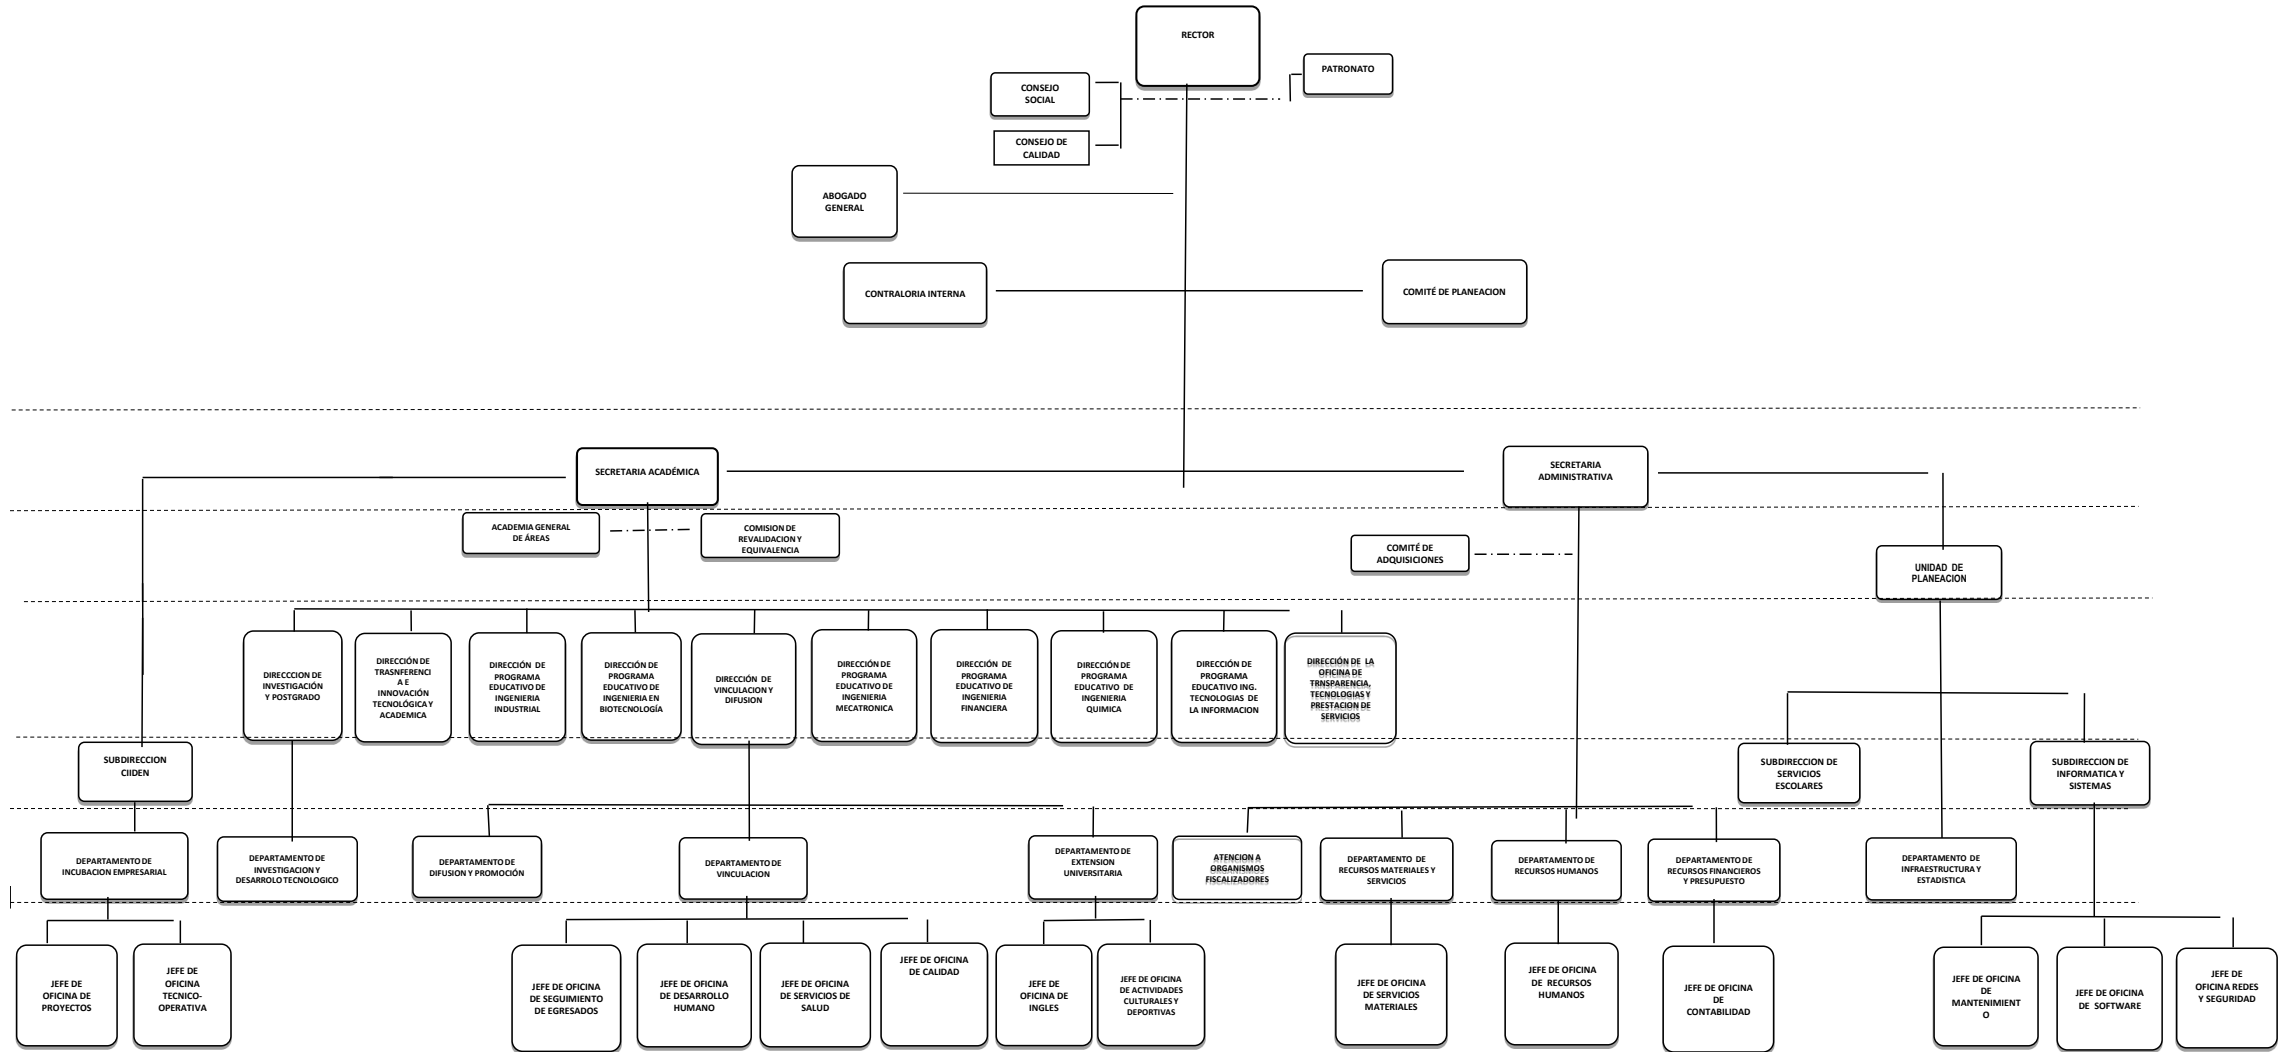 RECTOR
PATRONATO
CONSEJO
SOCIAL
CONSEJO DE
CALIDAD
ABOGADO
GENERAL
CONTRALORIA INTERNA
COMITÉ DE PLANEACION
SECRETARIA ACADÉMICA
SECRETARIA
ADMINISTRATIVA
ACADEMIA GENERAL
DE ÁREAS
COMISION DE
REVALIDACION Y
EQUIVALENCIA
COMITÉ DE
ADQUISICIONES
UNIDAD DE
PLANEACION
DIRECCCION DE
INVESTIGACIÓN
Y POSTGRADO
DIRECCIÓN DE
TRASNFERENCI
A E
INNOVACIÓN
TECNOLÓGICA Y
ACADEMICA
DIRECCIÓN DE
PROGRAMA
EDUCATIVO DE
INGENIERIA
INDUSTRIAL
DIRECCIÓN DE
PROGRAMA
EDUCATIVO DE
INGENIERIA EN
BIOTECNOLOGÍA
DIRECCIÓN DE
VINCULACION Y
DIFUSION
DIRECCIÓN DE
PROGRAMA
EDUCATIVO DE
INGENIERIA
MECATRONICA
DIRECCIÓN DE
PROGRAMA
EDUCATIVO DE
INGENIERIA
FINANCIERA
DIRECCIÓN DE
PROGRAMA
EDUCATIVO DE
INGENIERIA
QUIMICA
DIRECCIÓN DE
PROGRAMA
EDUCATIVO ING.
TECNOLOGIAS DE
LA INFORMACION
DIRECCIÓN DE LA
OFICINA DE
TRNSPARENCIA,
TECNOLOGIAS Y
PRESTACION DE
SERVICIOS
SUBDIRECCION
CIIDEN
SUBDIRECCION DE
SERVICIOS
ESCOLARES
SUBDIRECCION DE
INFORMATICA Y
SISTEMAS
DEPARTAMENTO DE
INCUBACION EMPRESARIAL
DEPARTAMENTO DE
INVESTIGACION Y
DESARROLO TECNOLOGICO
DEPARTAMENTO DE
DIFUSION Y PROMOCIÓN
DEPARTAMENTO DE
VINCULACION
DEPARTAMENTO DE
EXTENSION
UNIVERSITARIA
ATENCION A
ORGANISMOS
FISCALIZADORES
DEPARTAMENTO DE
RECURSOS MATERIALES Y
SERVICIOS
DEPARTAMENTO DE
RECURSOS HUMANOS
DEPARTAMENTO DE
RECURSOS FINANCIEROS
Y PRESUPUESTO
DEPARTAMENTO DE
INFRAESTRUCTURA Y
ESTADISTICA
JEFE DE
OFICINA DE
PROYECTOS
JEFE DE
OFICINA
TECNICO-
OPERATIVA
JEFE DE OFICINA
DE SEGUIMIENTO
DE EGRESADOS
JEFE DE OFICINA
DE DESARROLLO
HUMANO
JEFE DE OFICINA
DE SERVICIOS DE
SALUD
JEFE DE OFICINA
DE CALIDAD
JEFE DE
OFICINA DE
INGLES
JEFE DE OFICINA
DE ACTIVIDADES
CULTURALES Y
DEPORTIVAS
JEFE DE OFICINA
DE SERVICIOS
MATERIALES
JEFE DE OFICINA
DE RECURSOS
HUMANOS
JEFE DE OFICINA
DE
CONTABILIDAD
JEFE DE OFICINA
DE
MANTENIMIENT
O
JEFE DE OFICINA
DE SOFTWARE
JEFE DE
OFICINA REDES
Y SEGURIDAD